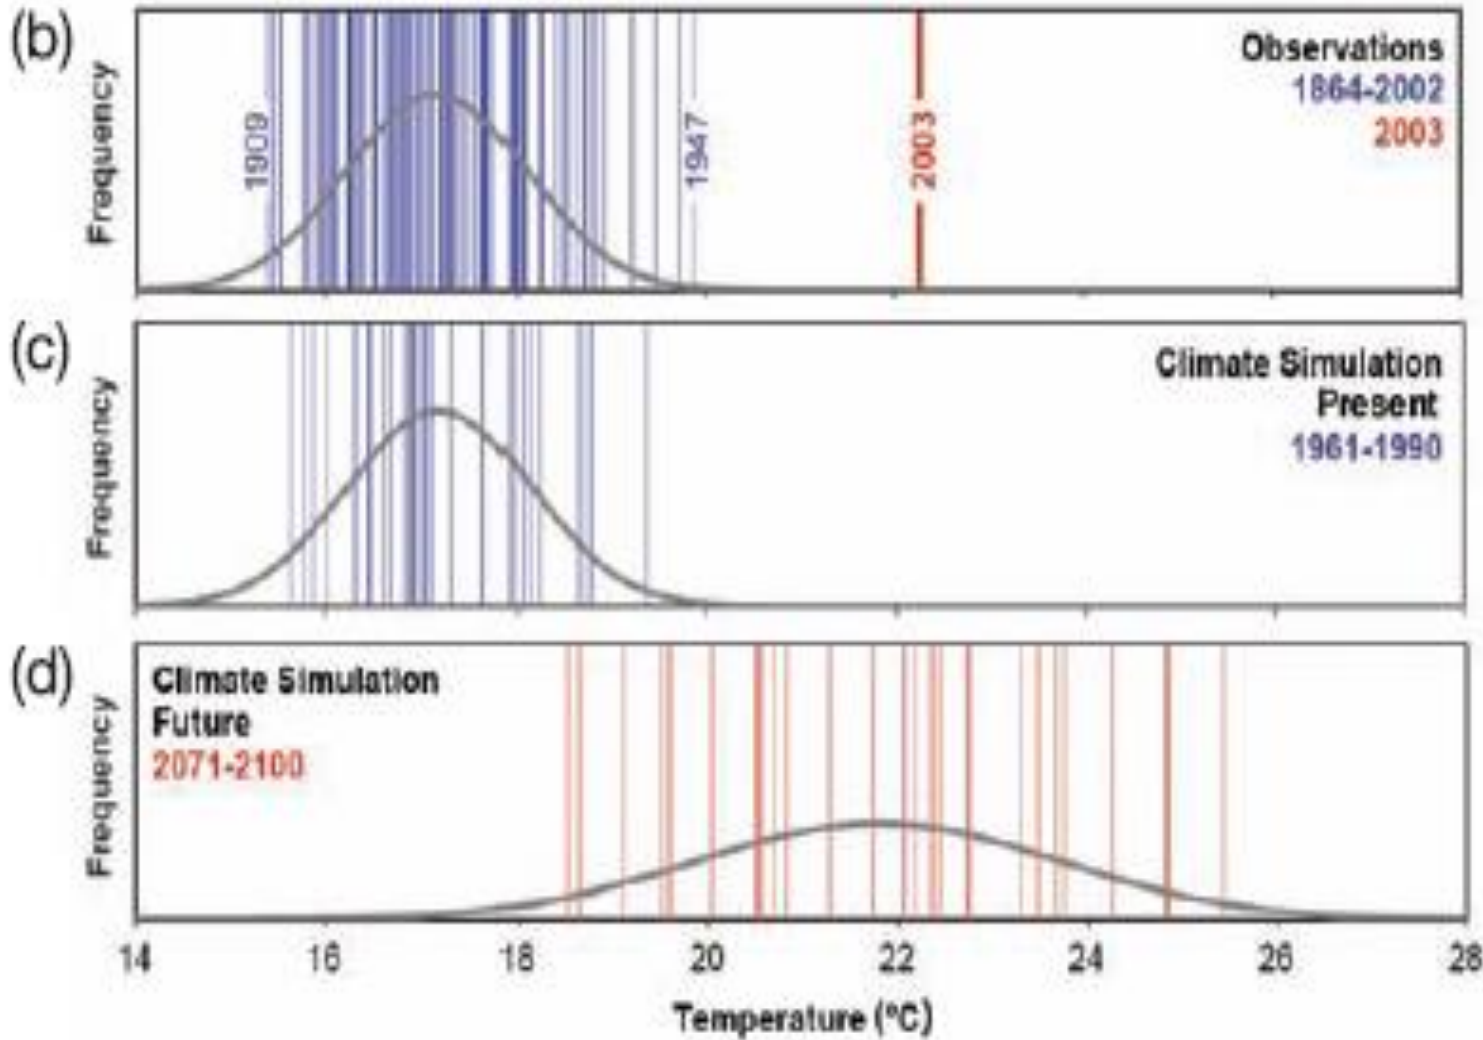 (b)
Frequency
1909
1947
2003
Observations
1864-2002
2003
(c)
Frequency
Climate Simulation
Present
1961-1990
(d)
Frequency
Climate Simulation
Future
2071-2100
14 16 18 20 22 24 26 28
Temperature (ºC)